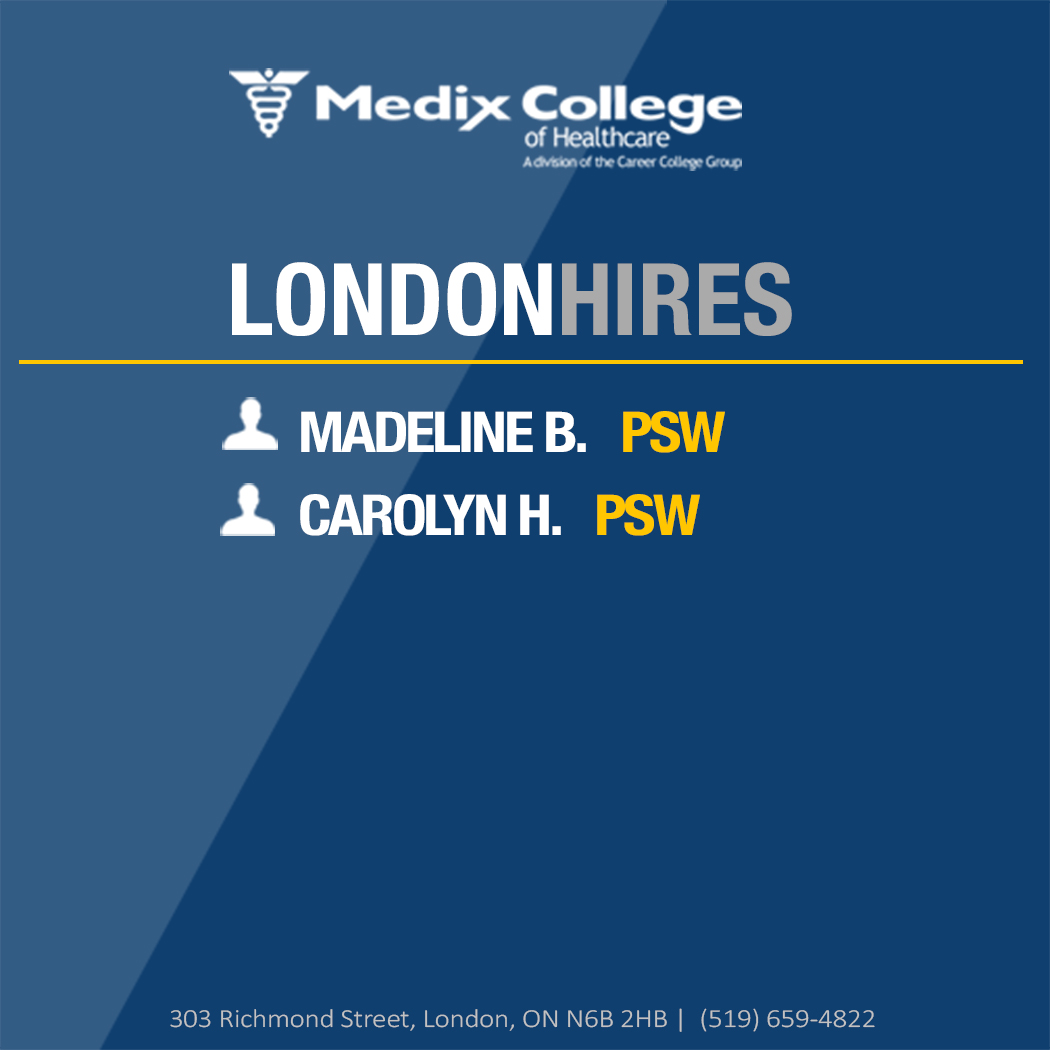 Medix College
of Healthcare
A division of the Career College Group
LONDONHIRES
MADELINE B. PSW
CAROLYN H. PSW
303 Richmond Street, London, ON N6B 2HB | (519) 659-4822